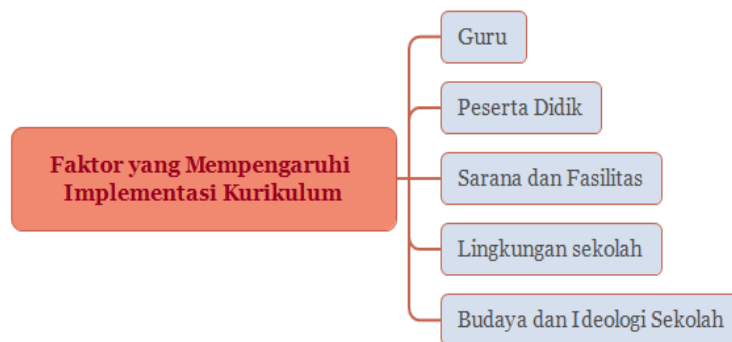 Faktor yang Mempengaruhi
Implementasi Kurikulum
Guru
Peserta Didik
Sarana dan Fasilitas
Lingkungan sekolah
Budaya dan Ideologi Sekolah